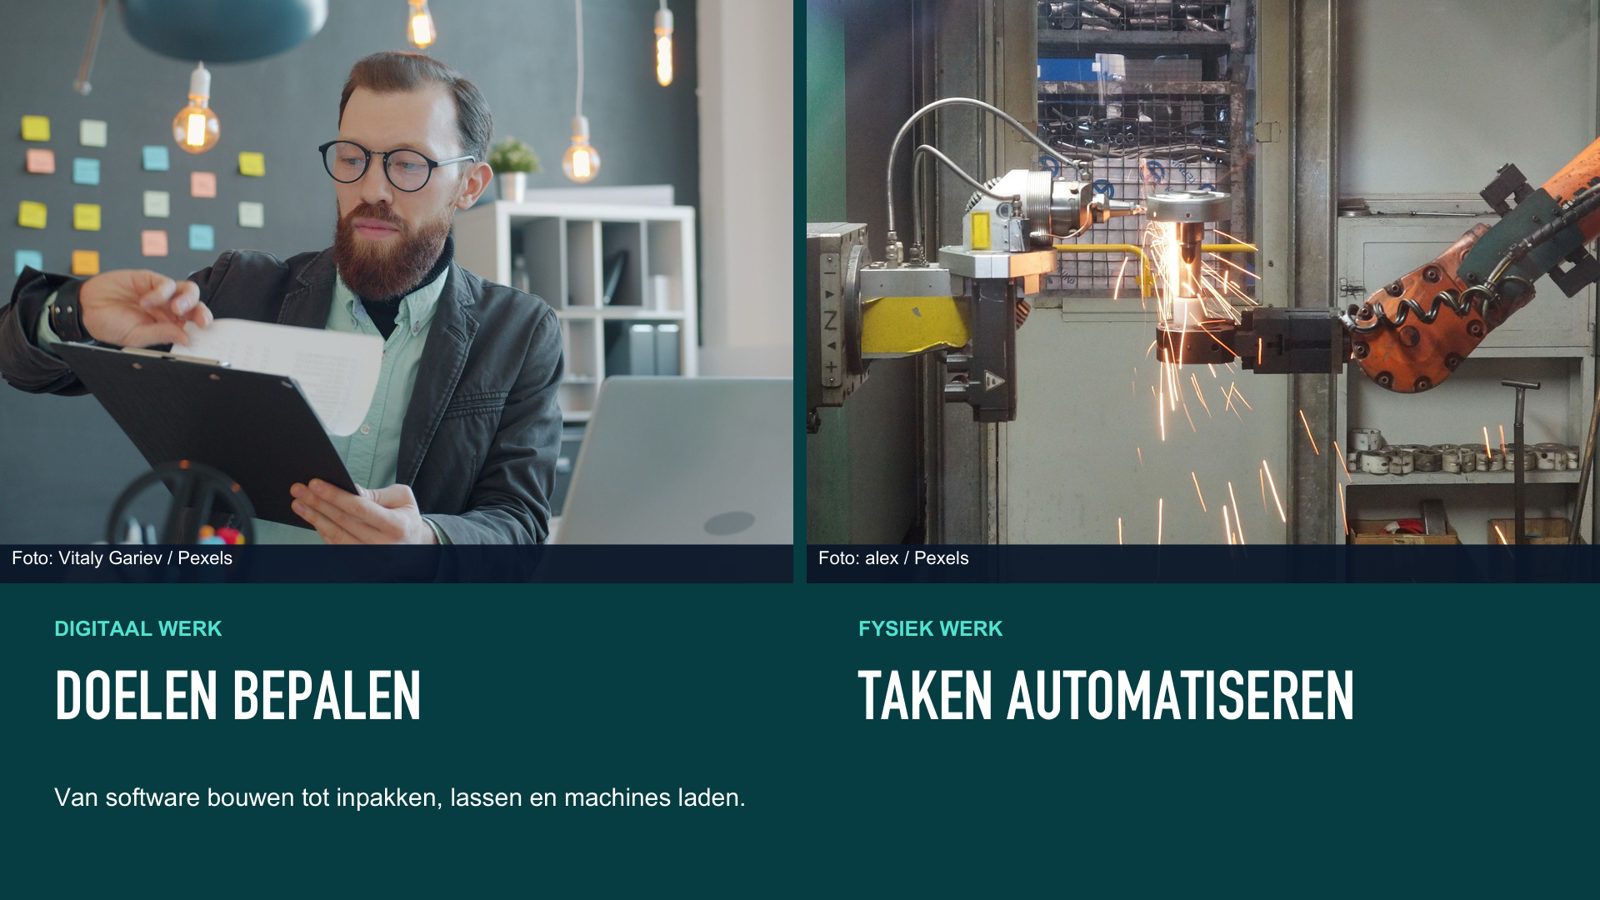 Foto: Vitaly Gariev / Pexels
Foto: alex / Pexels
DIGITAAL WERK
DOELEN BEPALEN
FYSIEK WERK
TAKEN AUTOMATISEREN
Van software bouwen tot inpakken, lassen en machines laden.